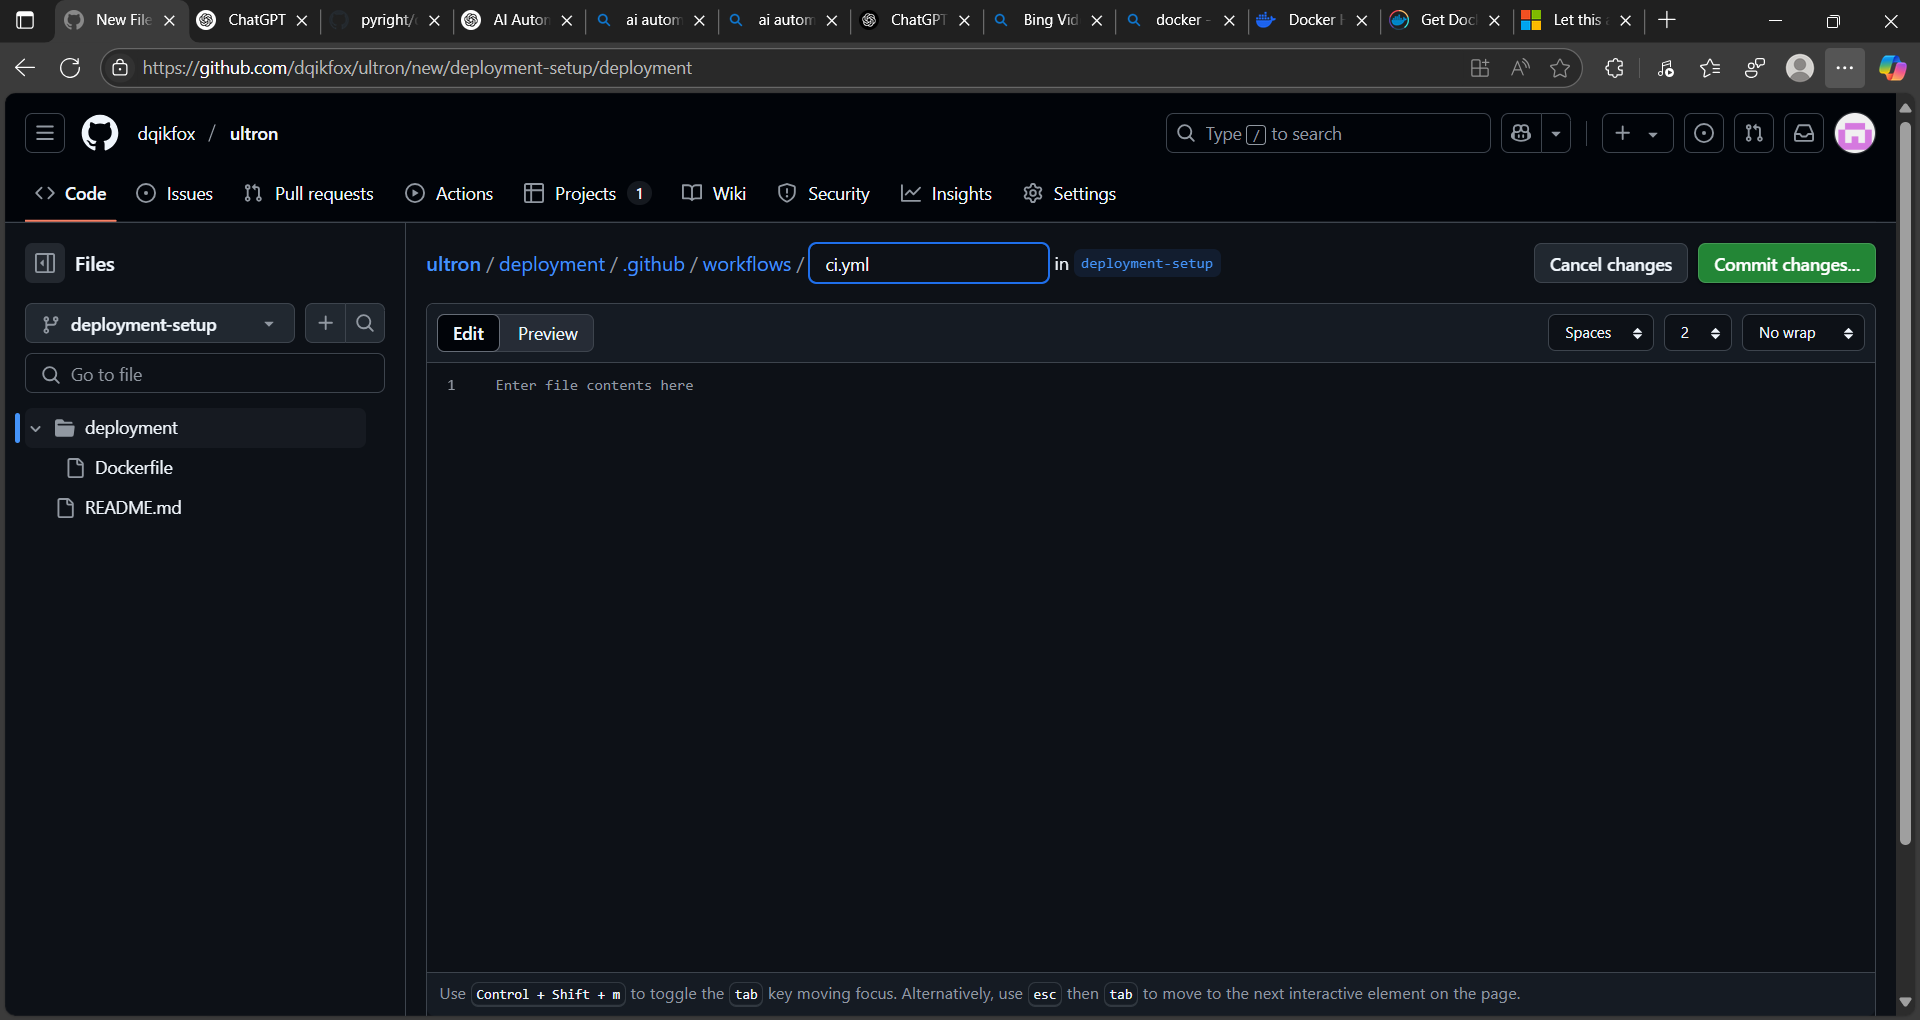 New File
ChatGPT
pyright/
AI Auton
ai autom
ai autom
ChatGPT
Bing Vid
docker -
Docker
Get Doc
Let this
https://github.com/dqikfox/ultron/new/deployment-setup/deployment
dqikfox / ultron
Type / to search
Code
Issues
Pull requests
Actions
Projects 1
Wiki
Security
Insights
Settings
Files
ultron / deployment / .github / workflows / ci.yml in deployment-setup
Cancel changes
Commit changes...
deployment-setup
Edit
Preview
Spaces
2
No wrap
Go to file
1 Enter file contents here
deployment
Dockerfile
README.md
Use Control + Shift + m to toggle the tab key moving focus. Alternatively, use esc then tab to move to the next interactive element on the page.